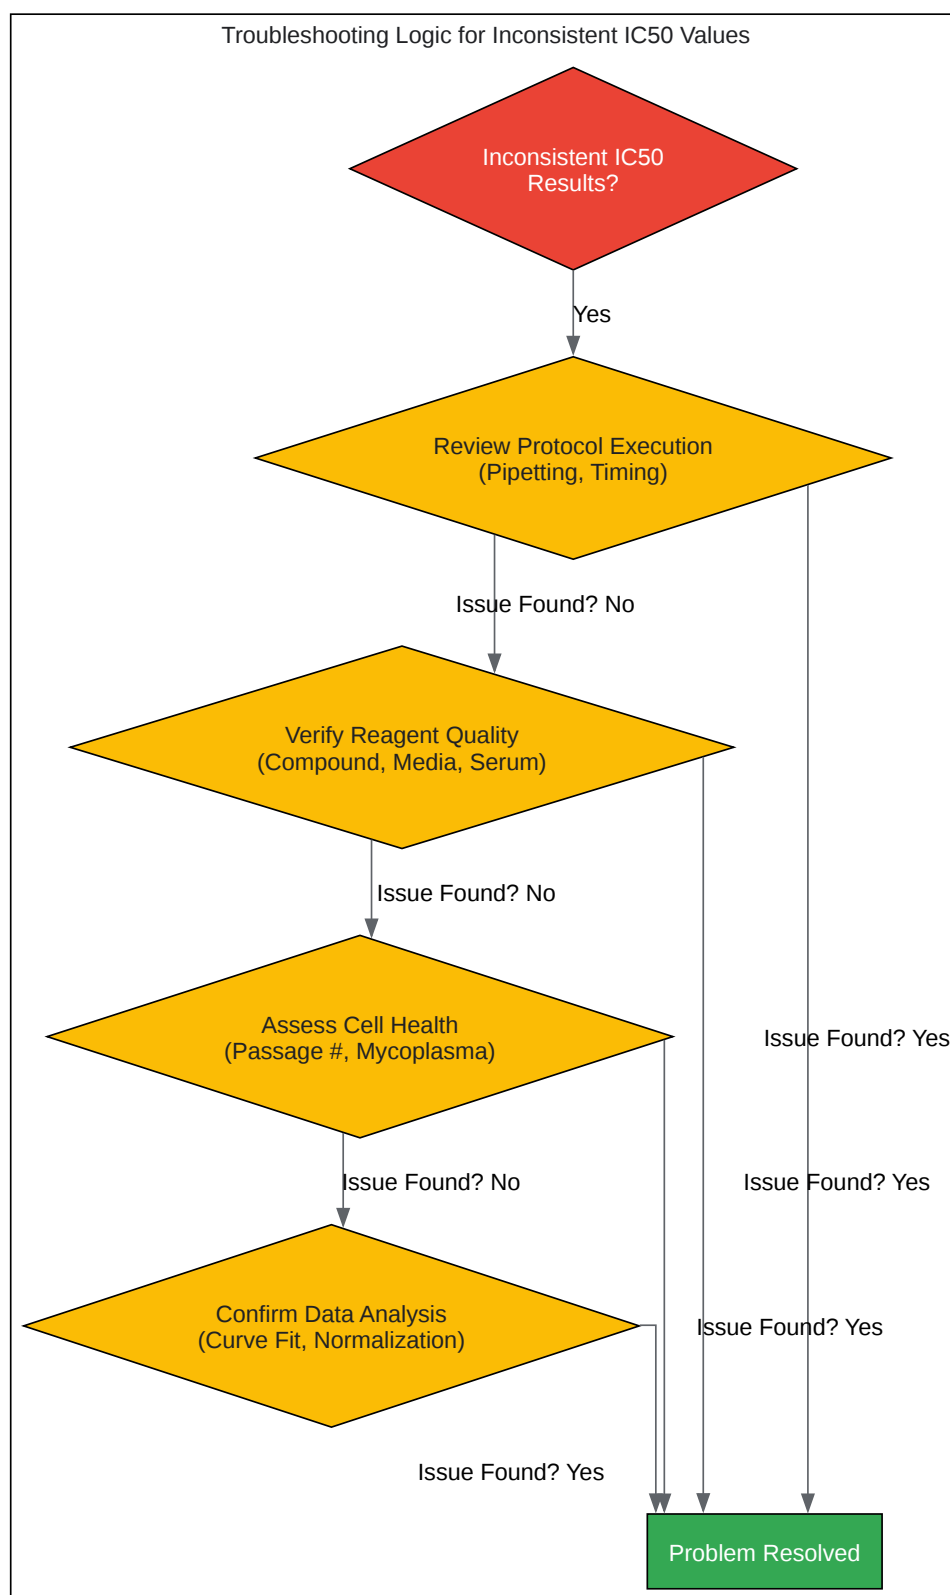 Troubleshooting Logic for Inconsistent IC50 Values
Inconsistent IC50
Results?
Yes
Review Protocol Execution
(Pipetting, Timing)
Issue Found? No
Verify Reagent Quality
(Compound, Media, Serum)
Issue Found? No
Assess Cell Health
(Passage #, Mycoplasma)
Issue Found? Yes
Issue Found? No
Issue Found? Yes
Confirm Data Analysis
(Curve Fit, Normalization)
Issue Found? Yes
Issue Found? Yes
Problem Resolved